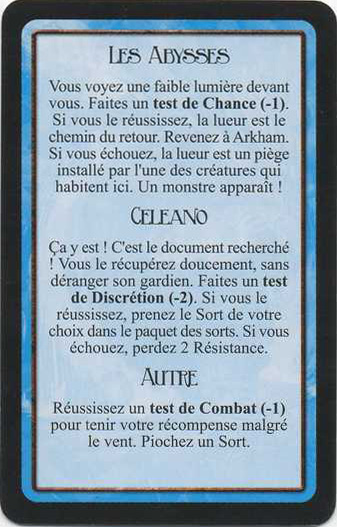 Les Abysses
Vous voyez une faible lumière devant
vous. Faites un test de Chance (-1).
Si vous le réussissez, la lueur est le
chemin du retour. Revenez à Arkham.
Si vous échouez, la lueur est un piège
installé par l'une des créatures qui
habitent ici. Un monstre apparaît !
Celeano
Ça y est ! C'est le document recherché
! Vous le récupérez doucement, sans
déranger son gardien. Faites un test
de Discrétion (-2). Si vous le
réussissez, prenez le Sort de votre
choix dans le paquet des sorts. Si vous
échouez, perdez 2 Résistance.
Autre
Réussissez un test de Combat (-1)
pour tenir votre récompense malgré
le vent. Piochez un Sort.